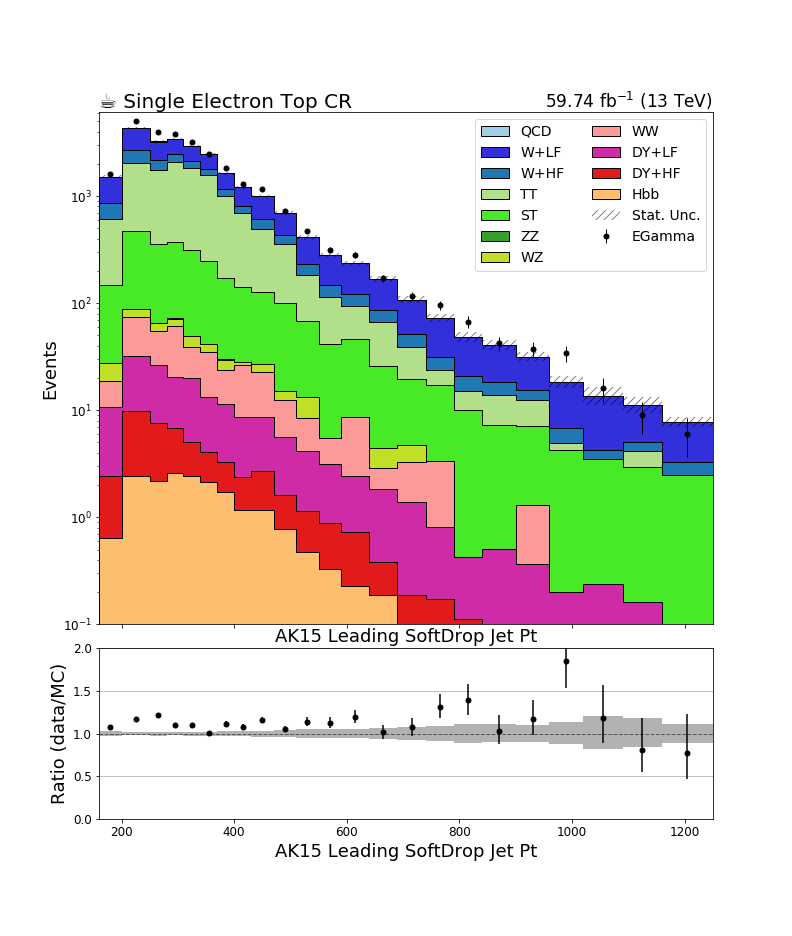 ☕ Single Electron Top CR
59.74 fb⁻¹ (13 TeV)
QCD
W+LF
W+HF
TT
ST
ZZ
WZ
WW
DY+LF
DY+HF
Hbb
Stat. Unc.
EGamma
Events
10³
10²
10¹
10⁰
10⁻¹
AK15 Leading SoftDrop Jet Pt
Ratio (data/MC)
2.0
1.5
1.0
0.5
0.0
200 400 600 800 1000 1200
AK15 Leading SoftDrop Jet Pt